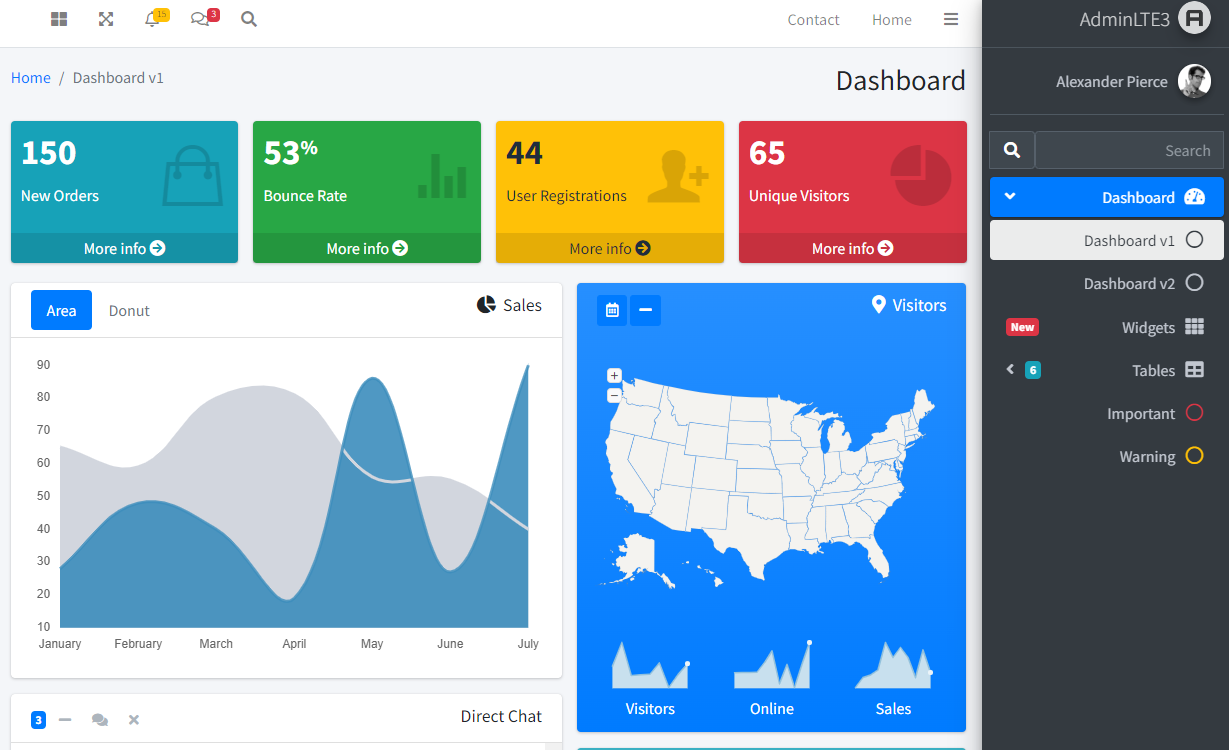 15
3
Contact
Home
AdminLTE3
Home / Dashboard v1
Dashboard
Alexander Pierce
Search
150
New Orders
More info
53%
Bounce Rate
More info
44
User Registrations
More info
65
Unique Visitors
More info
Dashboard
Dashboard v1
Dashboard v2
New
Widgets
6
Tables
Important
Warning
Area
Donut
Sales
90
80
70
60
50
40
30
20
10
January
February
March
April
May
June
July
Visitors
+
−
Visitors
Online
Sales
3
Direct Chat